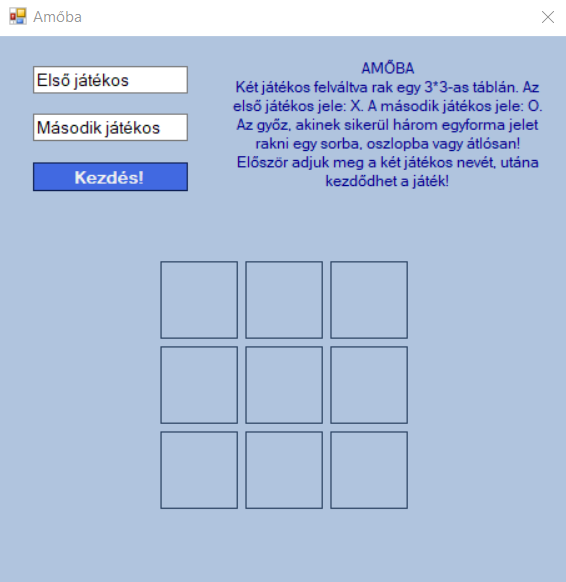 Amőba
Első játékos
Második játékos
Kezdés!
AMŐBA
Két játékos felváltva rak egy 3*3-as táblán. Az
első játékos jele: X. A második játékos jele: O.
Az győz, akinek sikerül három egyforma jelet
rakni egy sorba, oszlopba vagy átlósan!
Először adjuk meg a két játékos nevét, utána
kezdődhet a játék!